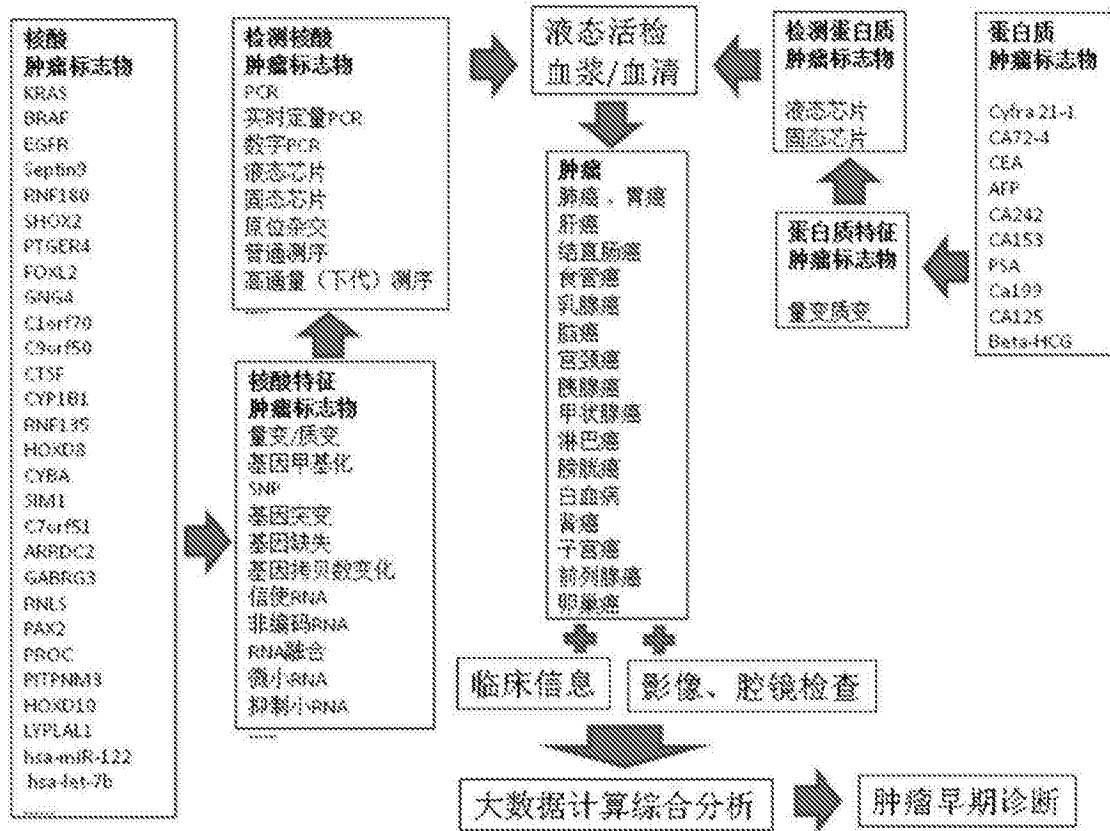 核酸
肿瘤标志物
KRAS
BRAF
EGFR
Septin9
RNF180
SHOX2
PTGER4
FOXL2
GNG4
C1orf70
C9orf50
CTSF
CYP1B1
RNF135
HOXD8
CYBA
SIM1
C7orf51
ARRDC2
GABRG3
RNLS
PAX2
PROC
PITPNM3
HOXD10
LYPLAL1
hsa-miR-122
hsa-let-7b
......
检测核酸
肿瘤标志物
PCR
实时定量PCR
数字PCR
液态芯片
固态芯片
原位杂交
普通测序
高通量（下代）测序
......
核酸特征
肿瘤标志物
量变/质变
基因甲基化
SNP
基因突变
基因缺失
基因拷贝数变化
信使RNA
非编码RNA
RNA融合
微小RNA
抑制小RNA
......
液态活检
血浆/血清
肿瘤
肺癌、胃癌
肝癌
结直肠癌
食管癌
乳腺癌
脑癌
宫颈癌
胰腺癌
甲状腺癌
淋巴癌
膀胱癌
白血病
肾癌
子宫癌
前列腺癌
卵巢癌
临床信息
影像、腔镜检查
大数据计算综合分析
肿瘤早期诊断
检测蛋白质
肿瘤标志物
液态芯片
固态芯片
蛋白质特征
肿瘤标志物
量变质变
蛋白质
肿瘤标志物
Cyfra 21-1
CA72-4
CEA
AFP
CA242
CA153
PSA
Ca199
CA125
Beta-HCG